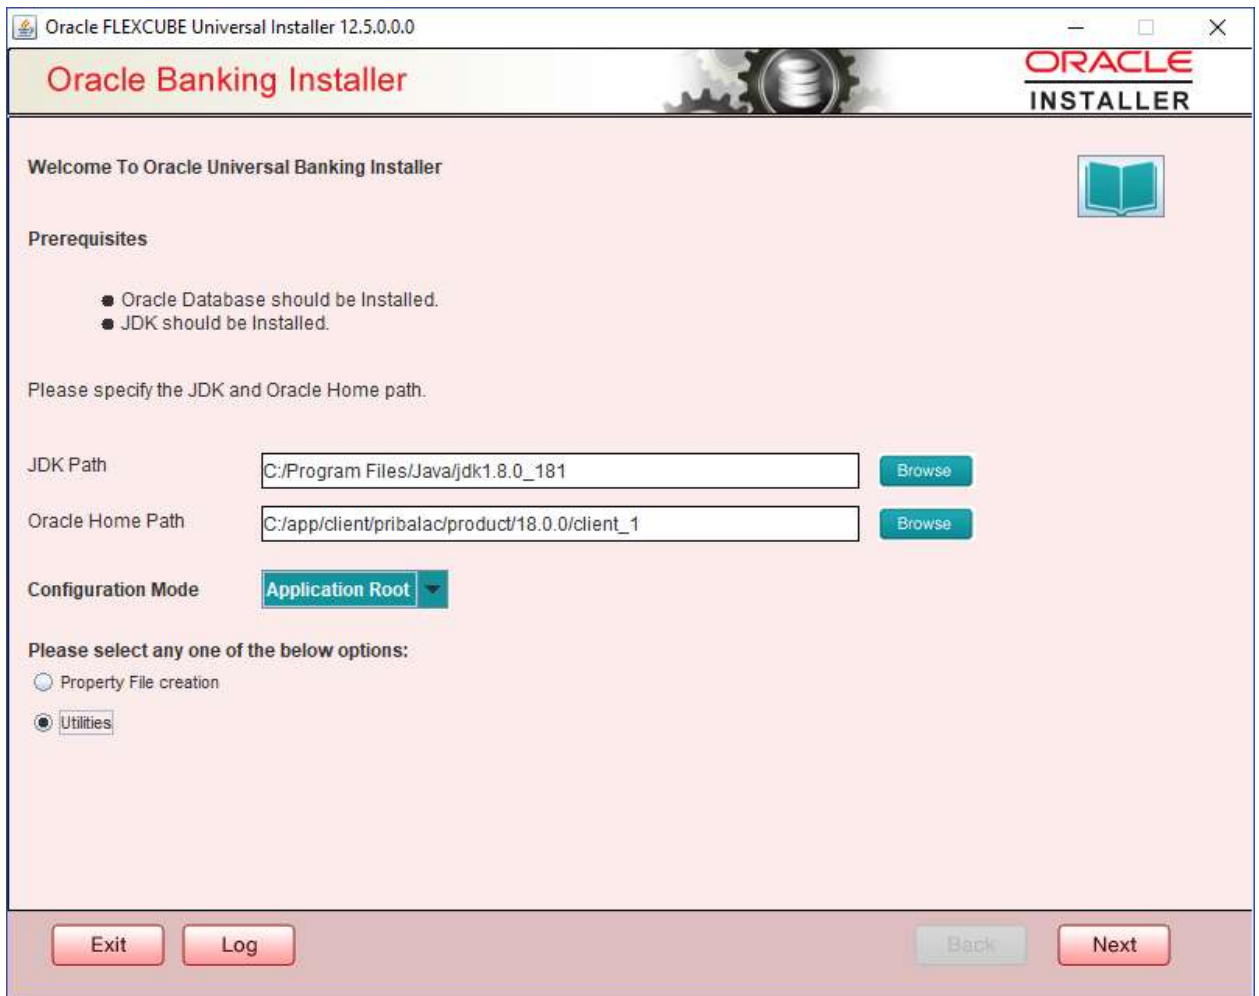 Oracle FLEXCUBE Universal Installer 12.5.0.0.0
Oracle Banking Installer
ORACLE
INSTALLER
Welcome To Oracle Universal Banking Installer
Prerequisites
Oracle Database should be Installed.
JDK should be Installed.
Please specify the JDK and Oracle Home path.
JDK Path C:/Program Files/Java/jdk1.8.0_181 Browse
Oracle Home Path C:/app/client/pribalac/product/18.0.0/client_1 Browse
Configuration Mode Application Root
Please select any one of the below options:
Property File creation
Utilities
Exit Log Back Next